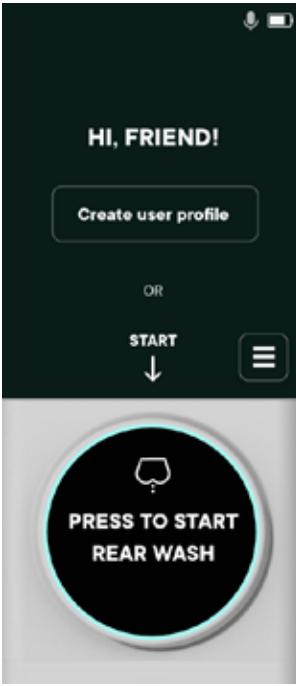 HI, FRIEND!
Create user profile
OR
START
PRESS TO START
REAR WASH